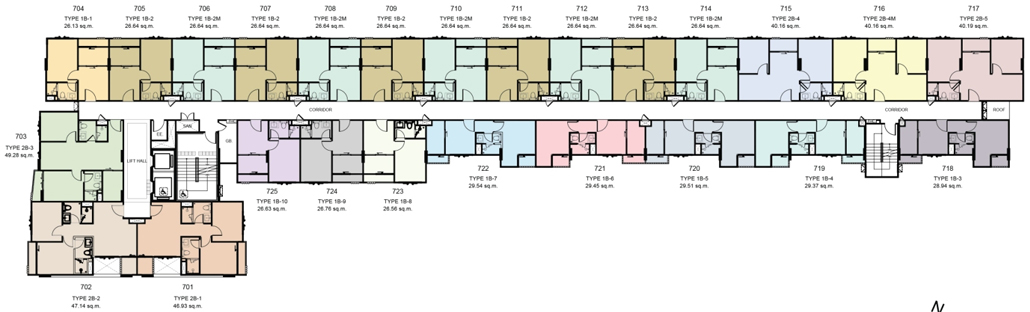 704
TYPE 1B-1
26.13 sq.m.
705
TYPE 1B-2
26.64 sq.m.
706
TYPE 1B-2M
26.64 sq.m.
707
TYPE 1B-2
26.64 sq.m.
708
TYPE 1B-2M
26.64 sq.m.
709
TYPE 1B-2
26.64 sq.m.
710
TYPE 1B-2M
26.64 sq.m.
711
TYPE 1B-2
26.64 sq.m.
712
TYPE 1B-2M
26.64 sq.m.
713
TYPE 1B-2
26.64 sq.m.
714
TYPE 1B-2M
26.64 sq.m.
715
TYPE 2B-4
40.16 sq.m.
716
TYPE 2B-4M
40.16 sq.m.
717
TYPE 2B-5
40.19 sq.m.
CORRIDOR
CORRIDOR
ROOF
703
TYPE 2B-3
49.28 sq.m.
LIFT HALL
EE
SAN
GB
725
TYPE 1B-10
26.63 sq.m.
724
TYPE 1B-9
26.76 sq.m.
723
TYPE 1B-8
26.56 sq.m.
722
TYPE 1B-7
29.54 sq.m.
721
TYPE 1B-6
29.45 sq.m.
720
TYPE 1B-5
29.51 sq.m.
719
TYPE 1B-4
29.37 sq.m.
718
TYPE 1B-3
28.94 sq.m.
702
TYPE 2B-2
47.14 sq.m.
701
TYPE 2B-1
46.93 sq.m.
N